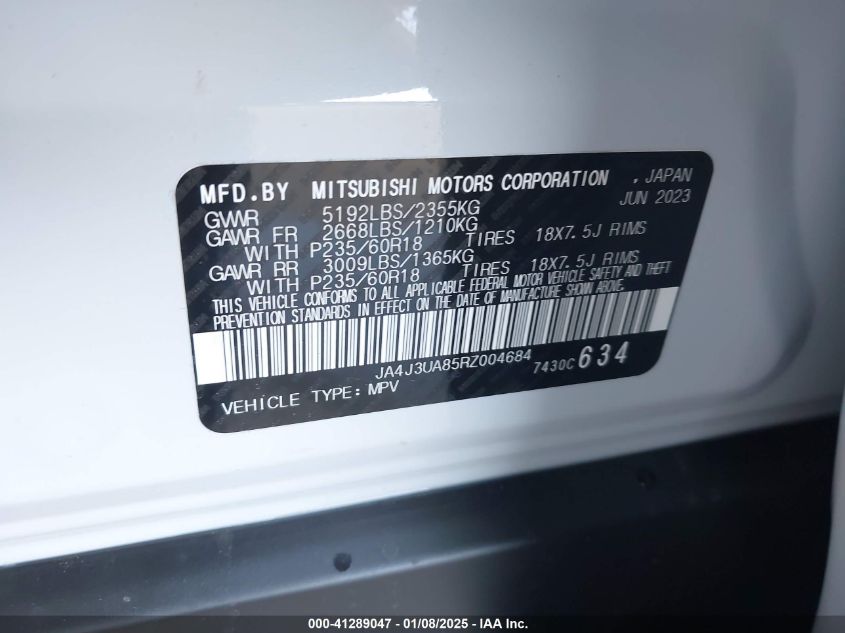 MFD.BY MITSUBISHI MOTORS CORPORATION , JAPAN
JUN 2023
GVWR 5192LBS/2355KG
GAWR FR 2668LBS/1210KG
WITH P235/60R18 TIRES 18X7.5J RIMS
GAWR RR 3009LBS/1365KG
WITH P235/60R18 TIRES 18X7.5J RIMS
THIS VEHICLE CONFORMS TO ALL APPLICABLE FEDERAL MOTOR VEHICLE SAFETY AND THEFT
PREVENTION STANDARDS IN EFFECT ON THE DATE OF MANUFACTURE SHOWN ABOVE.
JA4J3UA85RZ004684 7430C 634
VEHICLE TYPE: MPV
000-41289047 - 01/08/2025 - IAA Inc.